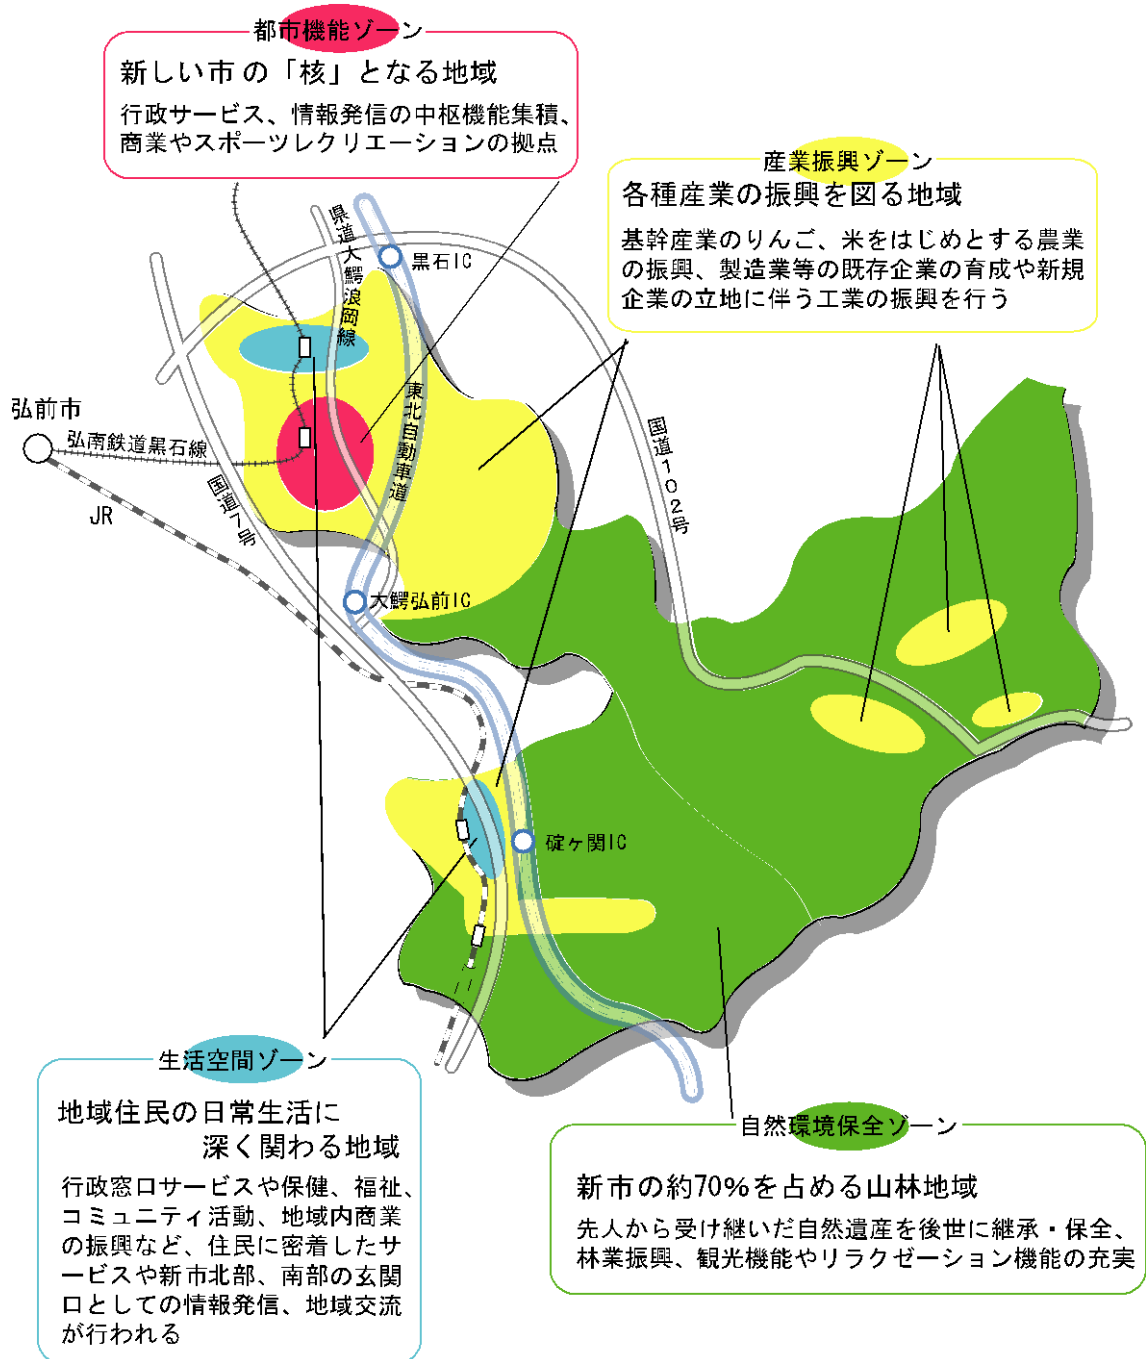 都市機能ゾーン
新しい市の「核」となる地域
行政サービス、情報発信の中枢機能集積、
商業やスポーツレクリエーションの拠点
産業振興ゾーン
各種産業の振興を図る地域
基幹産業のりんご、米をはじめとする農業
の振興、製造業等の既存企業の育成や新規
企業の立地に伴う工業の振興を行う
県道大鰐浪岡線
黒石IC
東北自動車道
弘前市
弘南鉄道黒石線
国道7号
国道102号
JR
大鰐弘前IC
碇ヶ関IC
生活空間ゾーン
地域住民の日常生活に
深く関わる地域
行政窓口サービスや保健、福祉、
コミュニティ活動、地域内商業
の振興など、住民に密着したサ
ービスや新市北部、南部の玄関
口としての情報発信、地域交流
が行われる
自然環境保全ゾーン
新市の約70%を占める山林地域
先人から受け継いだ自然遺産を後世に継承・保全、
林業振興、観光機能やリラクゼーション機能の充実